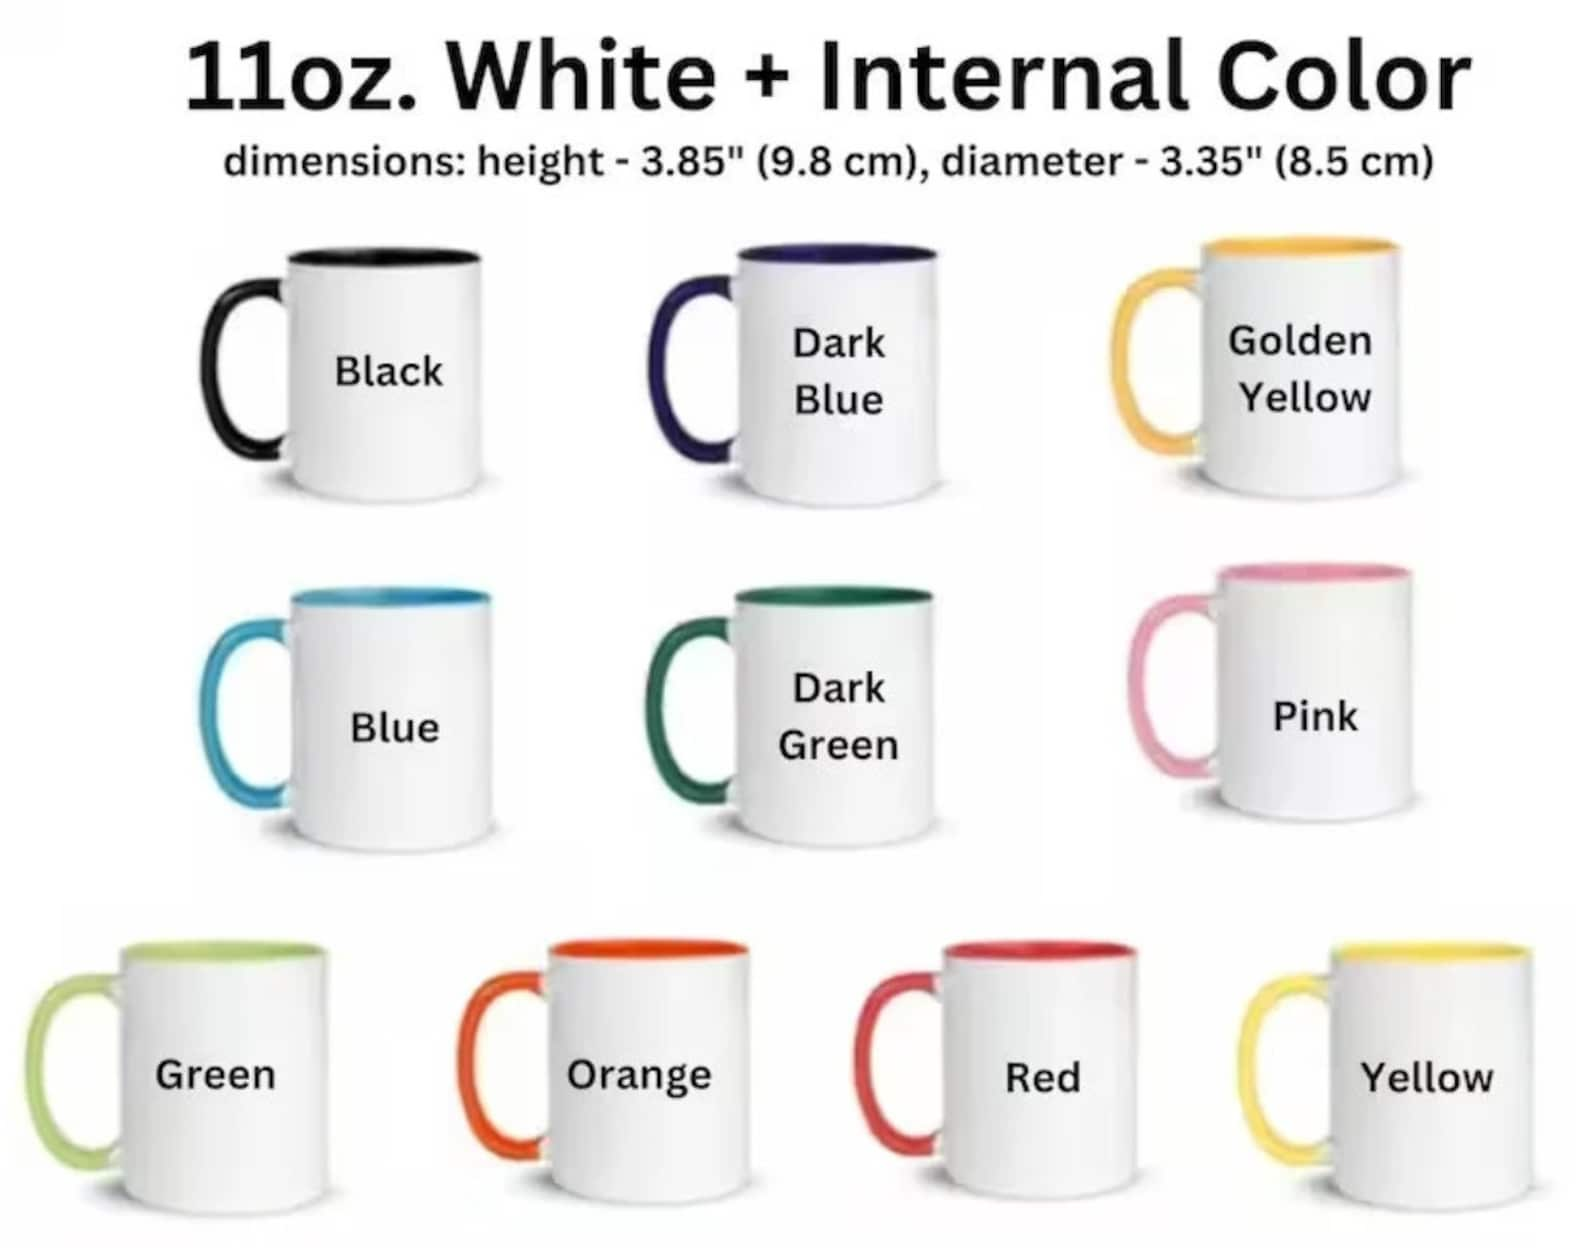 11oz. White + Internal Color
dimensions: height - 3.85" (9.8 cm), diameter - 3.35" (8.5 cm)
Black
Dark
Blue
Golden
Yellow
Blue
Dark
Green
Pink
Green
Orange
Red
Yellow